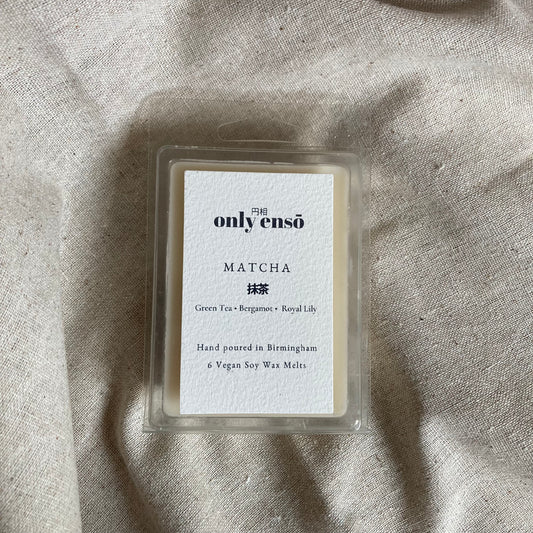 円相
only ensō
MATCHA
抹茶
Green Tea • Bergamot • Royal Lily
Hand poured in Birmingham
6 Vegan Soy Wax Melts